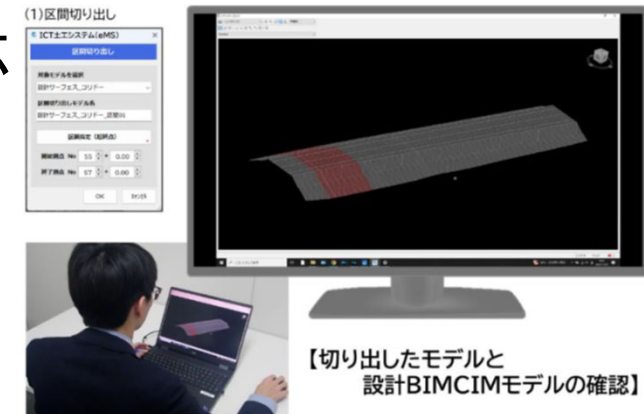 (1)区間切り出し
ICT土工システム(eMS)
区間切り出し
対象モデルを選択
設計サーフェス_コリドー
区間切り出しモデル名
設計サーフェス_コリドー_区間01
区間指定 (起終点)
開始測点 No 55 + 0.00
終了測点 No 57 + 0.00
OK
キャンセル
【切り出したモデルと
設計BIMCIMモデルの確認】